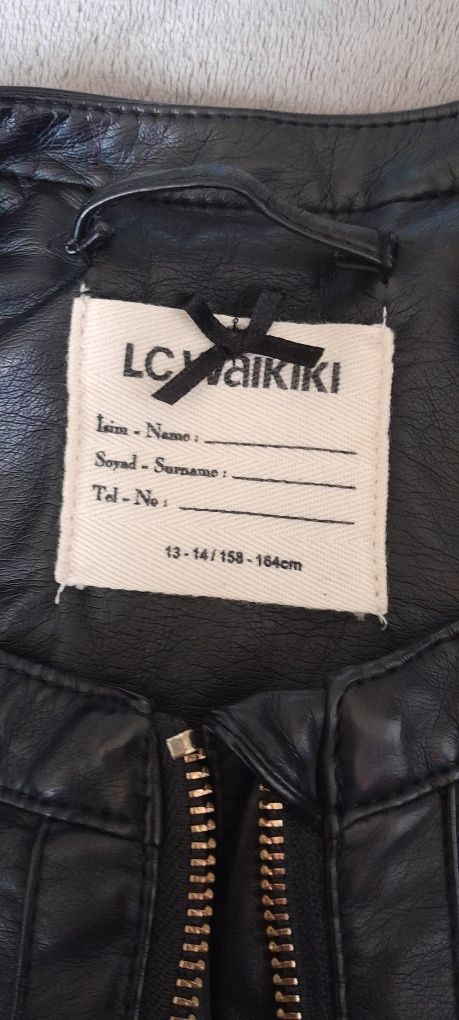 LC Waikiki
İsim - Name :
Soyad - Surname :
Tel - No :
13 - 14 / 158 - 164cm